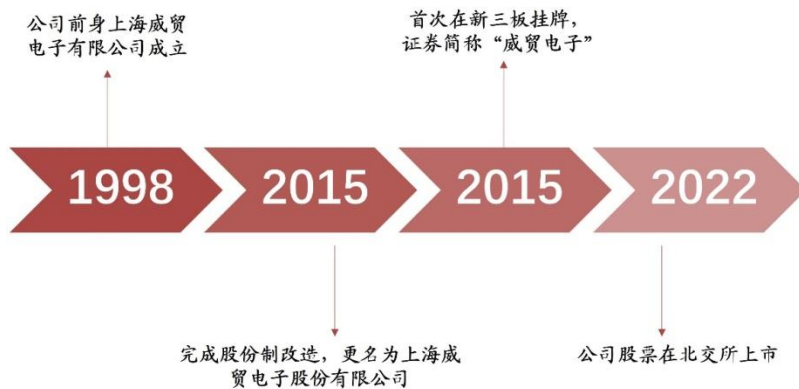 公司前身上海威贸
电子有限公司成立
首次在新三板挂牌，
证券简称“威贸电子”
1998
2015
2015
2022
完成股份制改造，更名为上海威
贸电子股份有限公司
公司股票在北交所上市